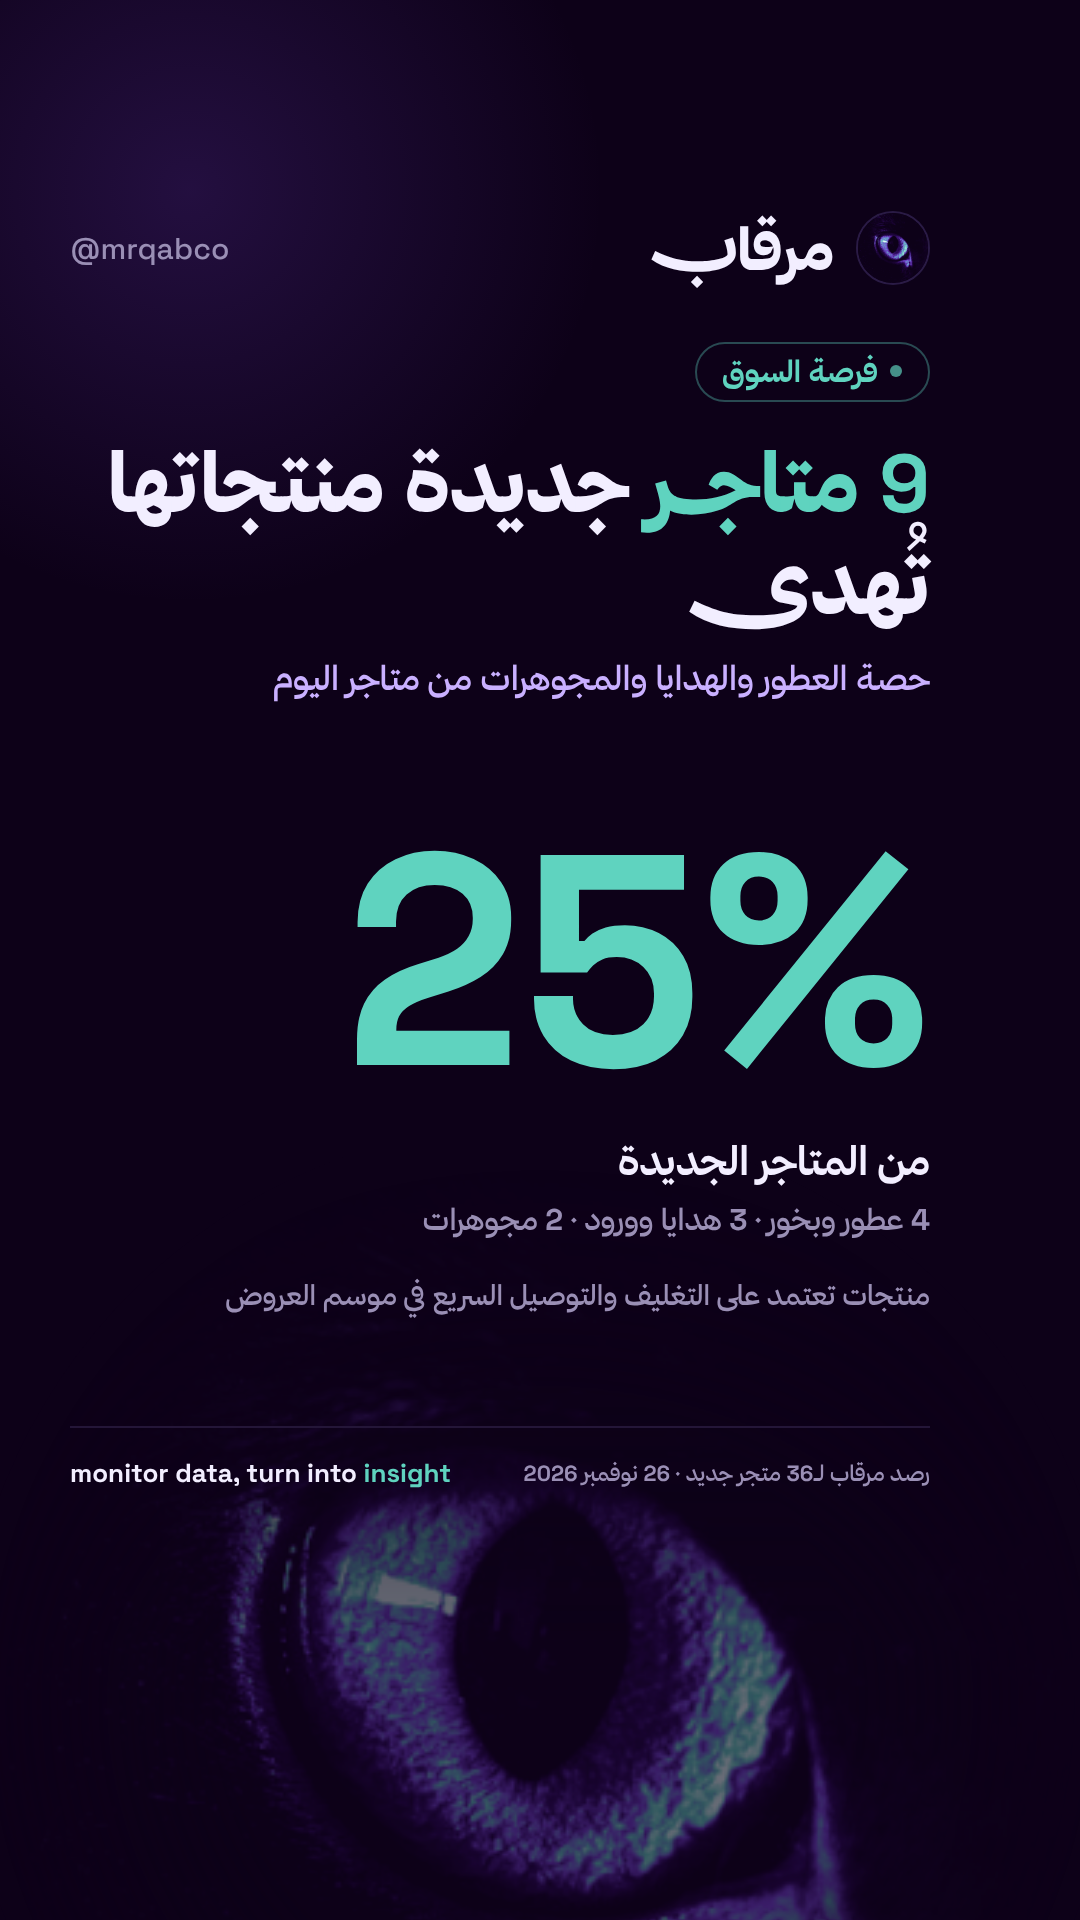 مرقاب
@mrqabco
فرصة السوق
9 متاجر جديدة منتجاتها
تُهدى
حصة العطور والهدايا والمجوهرات من متاجر اليوم
25%
من المتاجر الجديدة
4 عطور وبخور · 3 هدايا وورود · 2 مجوهرات
منتجات تعتمد على التغليف والتوصيل السريع في موسم العروض
رصد مرقاب لـ36 متجر جديد · 26 نوفمبر 2026
monitor data, turn into insight